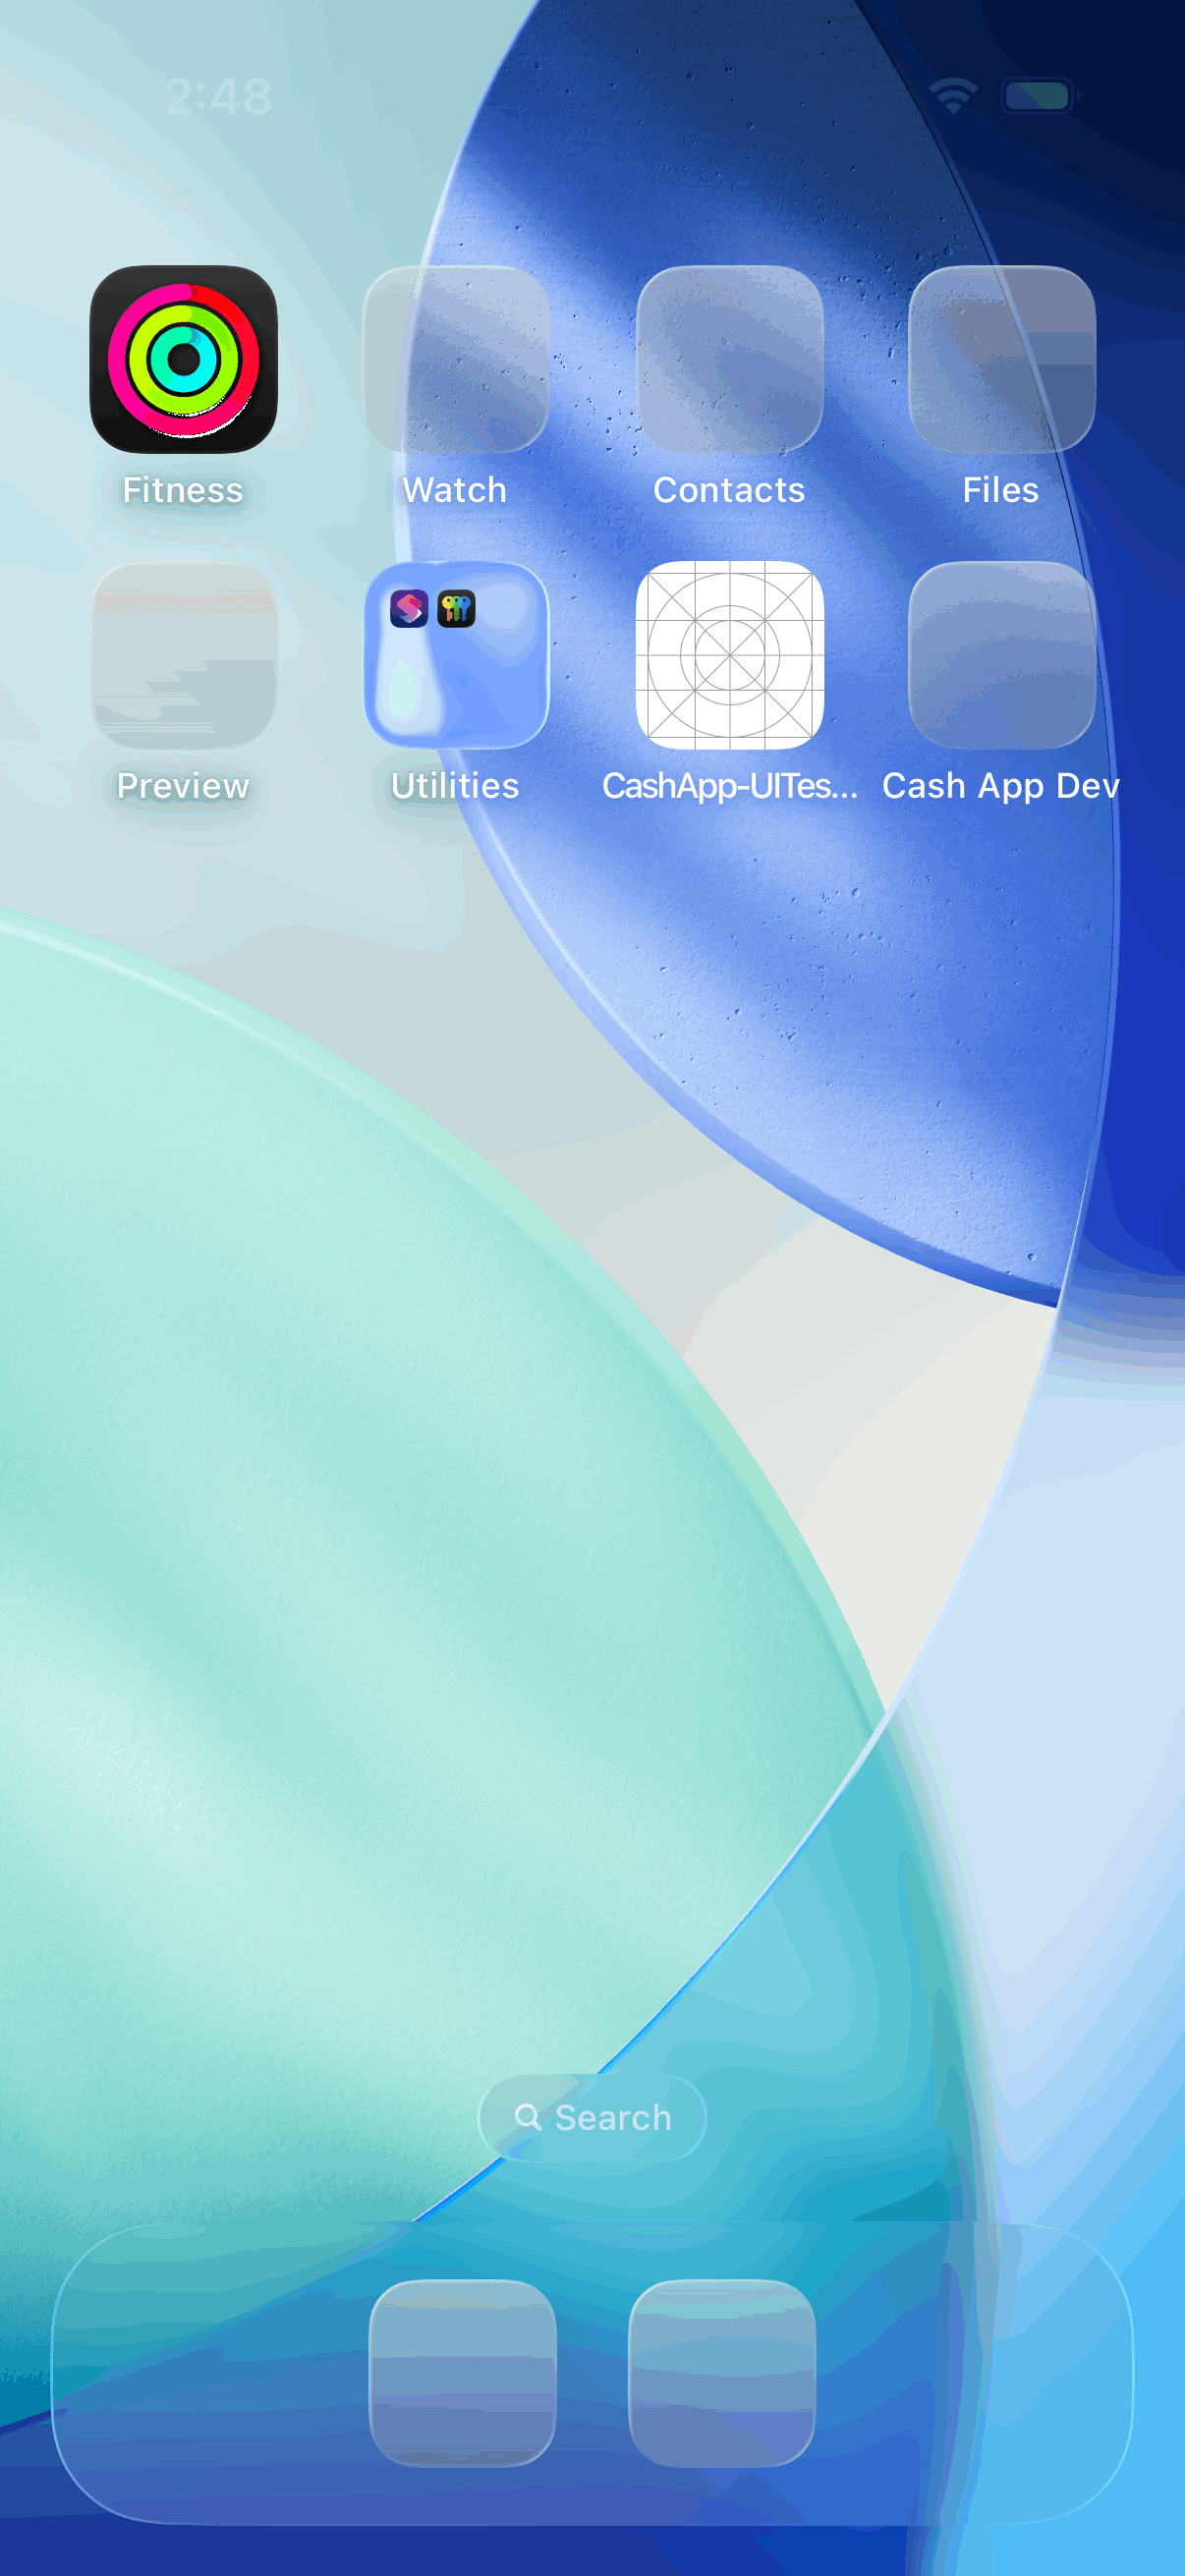 2:48
Fitness
Watch
Contacts
Files
Preview
Utilities
CashApp-UITes...
Cash App Dev
Search